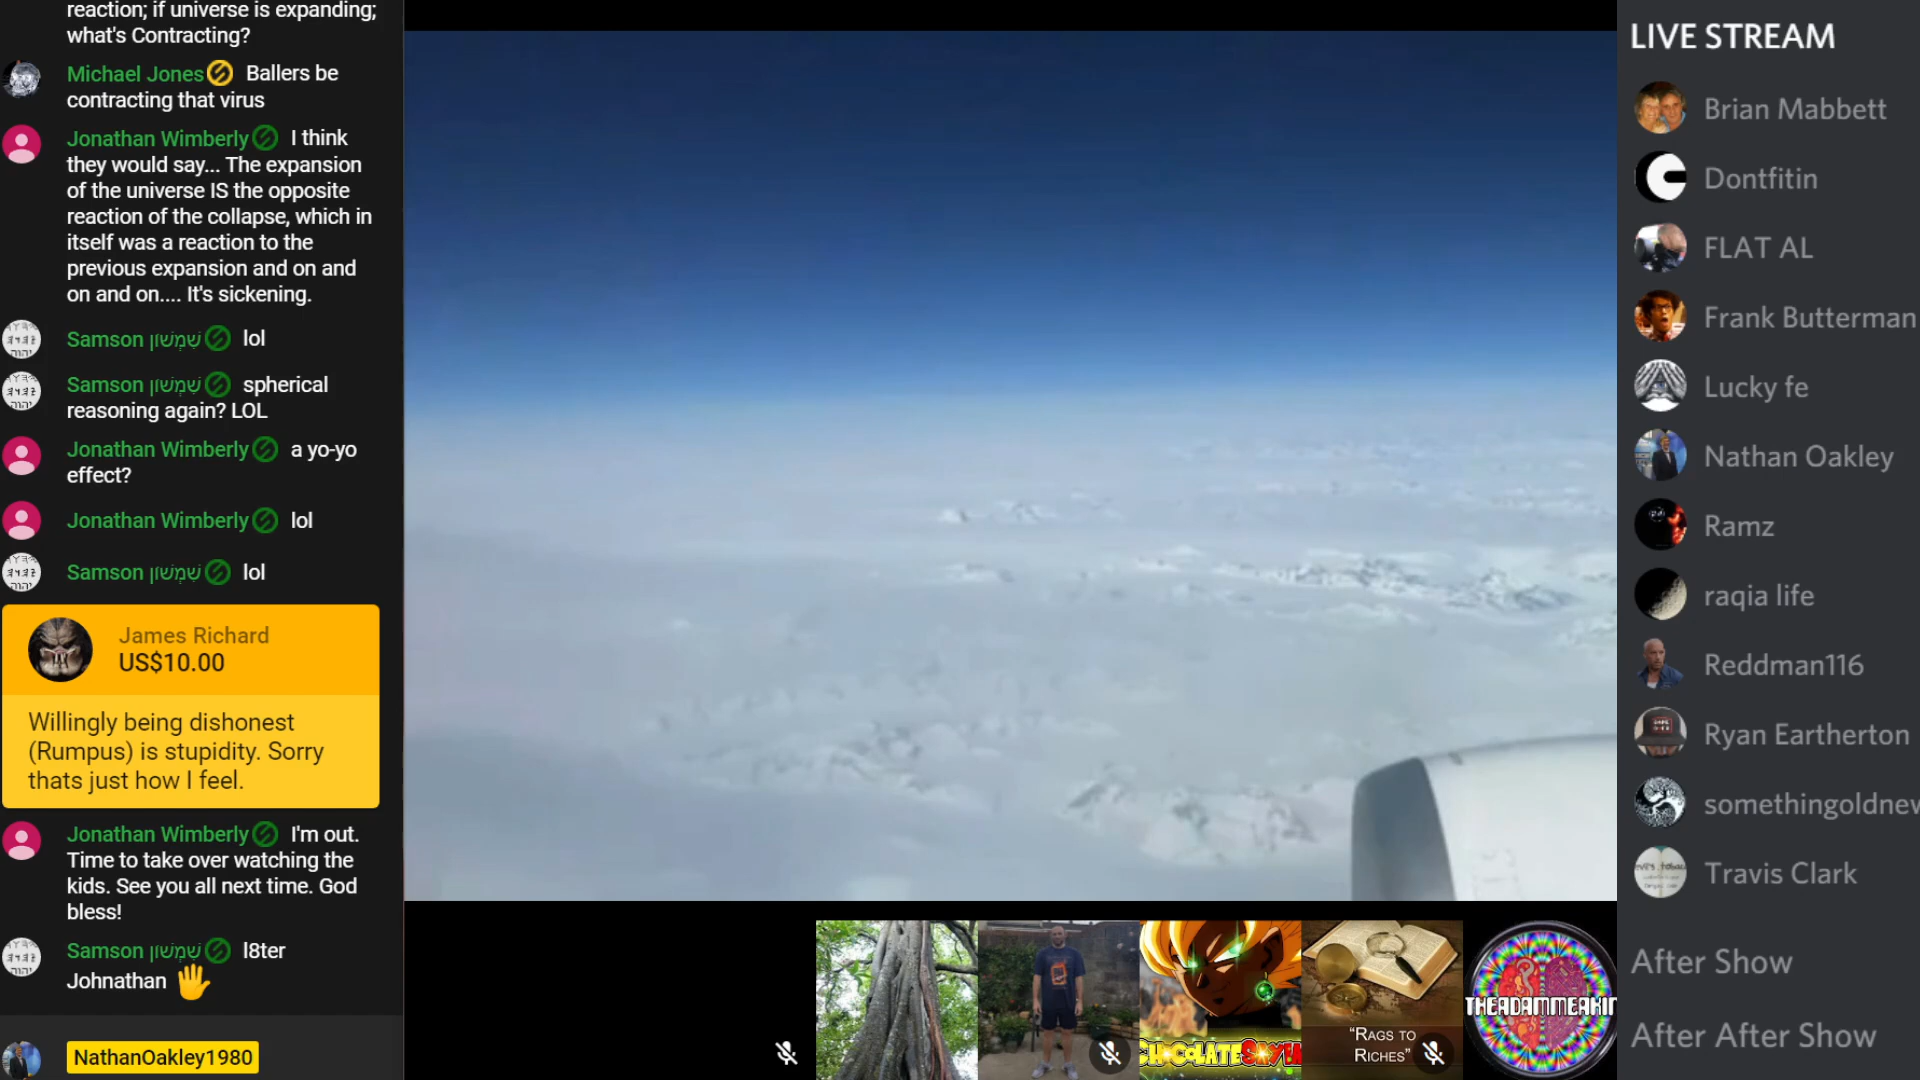 reaction; if universe is expanding;
what's Contracting?
Michael Jones Ballers be
contracting that virus
Jonathan Wimberly I think
they would say... The expansion
of the universe IS the opposite
reaction of the collapse, which in
itself was a reaction to the
previous expansion and on and
on and on.... It's sickening.
Samson שִׁמְשׁוֹן lol
Samson שִׁמְשׁוֹן spherical
reasoning again? LOL
Jonathan Wimberly a yo-yo
effect?
Jonathan Wimberly lol
Samson שִׁמְשׁוֹן lol
James Richard
US$10.00
Willingly being dishonest
(Rumpus) is stupidity. Sorry
thats just how I feel.
Jonathan Wimberly I'm out.
Time to take over watching the
kids. See you all next time. God
bless!
Samson שִׁמְשׁוֹן l8ter
Johnathan 🖐
NathanOakley1980
CHOCOLATE
"RAGS TO
RICHES"
THEADAMMEAKIN
LIVE STREAM
Brian Mabbett
Dontfitin
FLAT AL
Frank Butterman
Lucky fe
Nathan Oakley
Ramz
raqia life
Reddman116
Ryan Eartherton
somethingoldnew
Travis Clark
After Show
After After Show